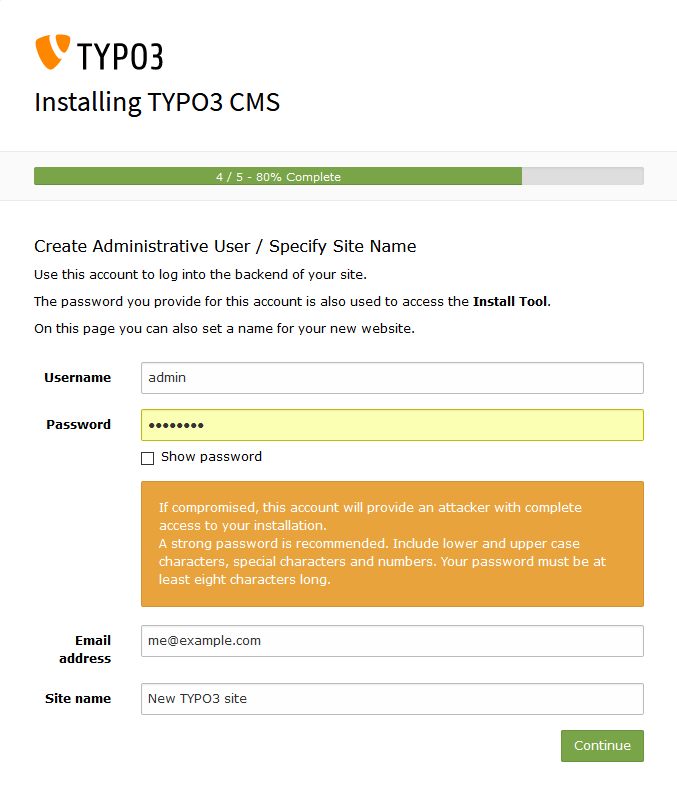 TYPO3
Installing TYPO3 CMS
4 / 5 - 80% Complete
Create Administrative User / Specify Site Name
Use this account to log into the backend of your site.
The password you provide for this account is also used to access the Install Tool.
On this page you can also set a name for your new website.
Username
admin
Password
••••••••
Show password
If compromised, this account will provide an attacker with complete
access to your installation.
A strong password is recommended. Include lower and upper case
characters, special characters and numbers. Your password must be at
least eight characters long.
Email
address
me@example.com
Site name
New TYPO3 site
Continue